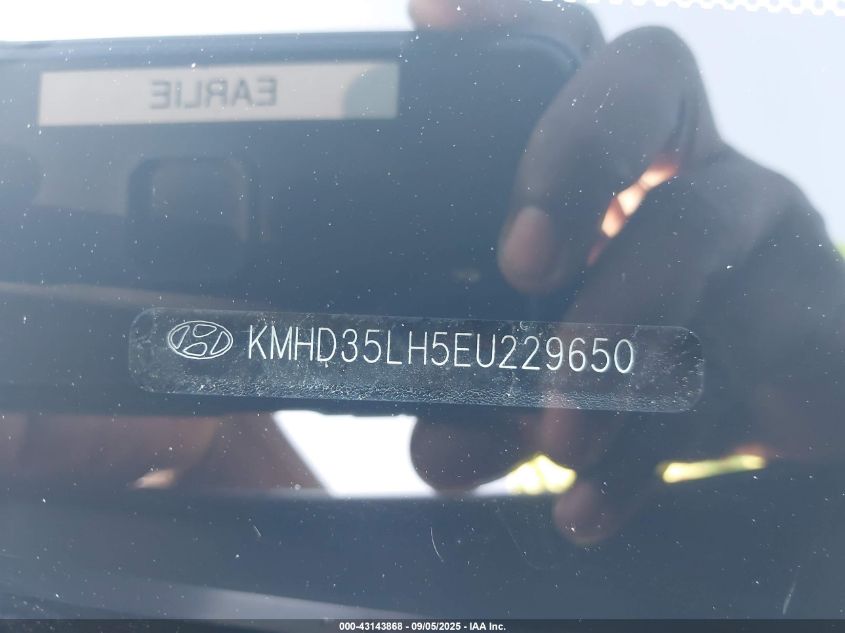 EARLIE
KMHD35LH5EU229650
000-43143868 - 09/05/2025 - IAA Inc.